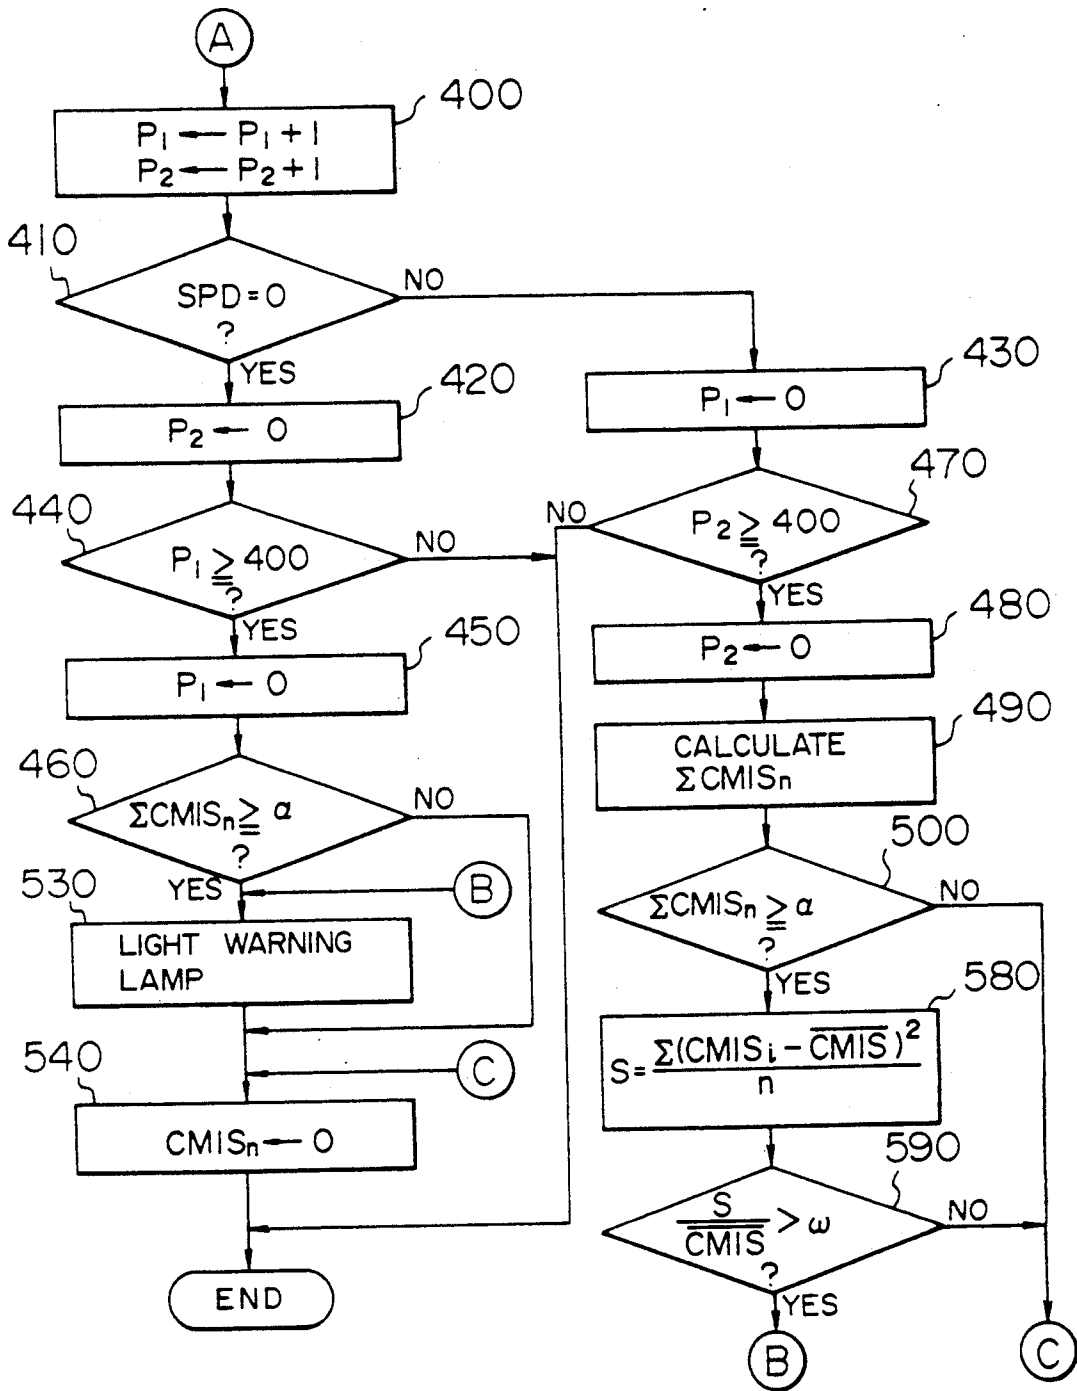 A
400
P₁ ← P₁ + 1
P₂ ← P₂ + 1
410
SPD = 0
?
NO
YES
420
P₂ ← 0
430
P₁ ← 0
440
P₁ ≧ 400
?
NO
YES
470
P₂ ≧ 400
?
NO
YES
450
P₁ ← 0
480
P₂ ← 0
490
CALCULATE
ΣCMISₙ
460
ΣCMISₙ ≧ α
?
NO
YES
B
500
ΣCMISₙ ≧ α
?
NO
YES
530
LIGHT WARNING
LAMP
580
S = Σ(CMISᵢ - C̅M̅I̅S̅)² / n
C
540
CMISₙ ← 0
590
S / C̅M̅I̅S̅ > ω
?
NO
YES
END
B
C